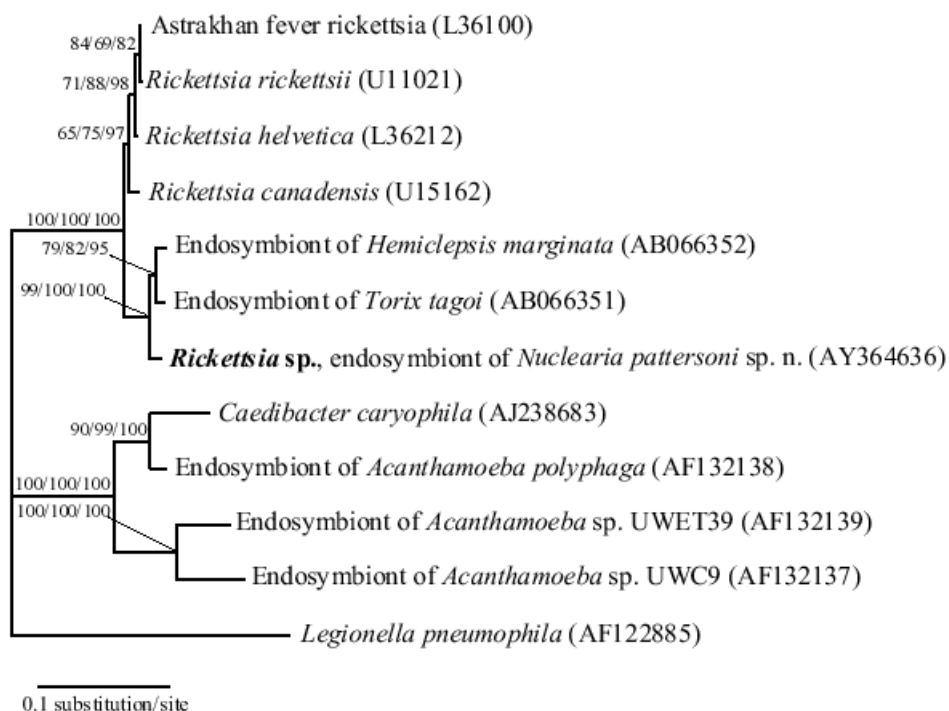 Astrakhan fever rickettsia (L36100)
84/69/82
71/88/98
Rickettsia rickettsii (U11021)
65/75/97
Rickettsia helvetica (L36212)
Rickettsia canadensis (U15162)
100/100/100
79/82/95
Endosymbiont of Hemiclepsis marginata (AB066352)
99/100/100
Endosymbiont of Torix tagoi (AB066351)
Rickettsia sp., endosymbiont of Nuclearia pattersoni sp. n. (AY364636)
Caedibacter caryophila (AJ238683)
90/99/100
Endosymbiont of Acanthamoeba polyphaga (AF132138)
100/100/100
100/100/100
Endosymbiont of Acanthamoeba sp. UWET39 (AF132139)
Endosymbiont of Acanthamoeba sp. UWC9 (AF132137)
Legionella pneumophila (AF122885)
0.1 substitution/site